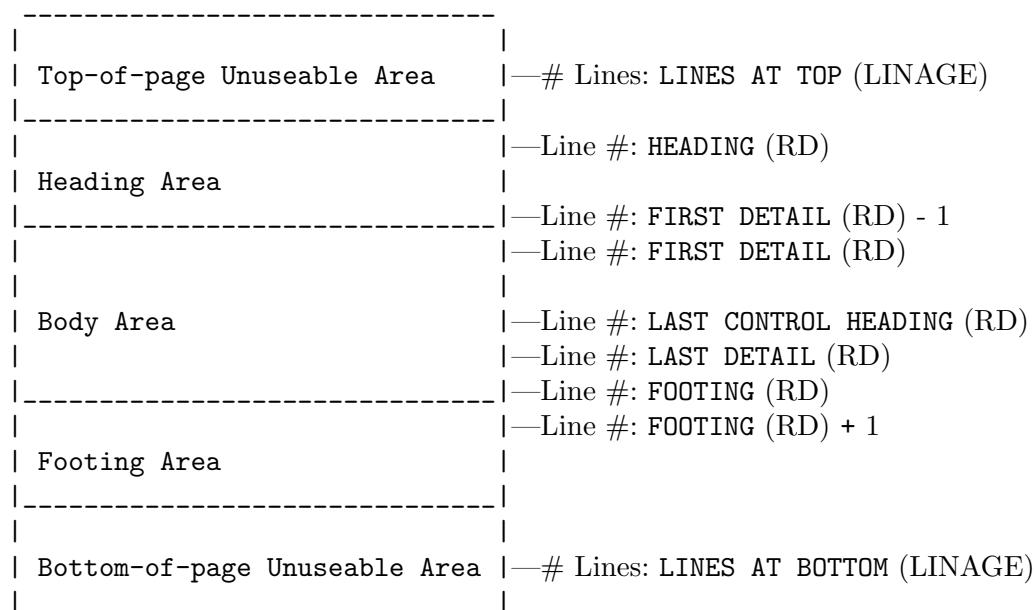 Top-of-page Unuseable Area —# Lines: LINES AT TOP (LINAGE)
—Line #: HEADING (RD)
Heading Area
—Line #: FIRST DETAIL (RD) - 1
—Line #: FIRST DETAIL (RD)
Body Area —Line #: LAST CONTROL HEADING (RD)
—Line #: LAST DETAIL (RD)
—Line #: FOOTING (RD)
—Line #: FOOTING (RD) + 1
Footing Area
Bottom-of-page Unuseable Area —# Lines: LINES AT BOTTOM (LINAGE)